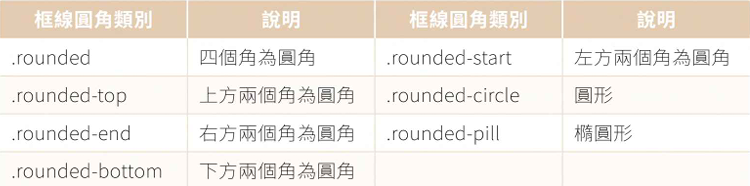 框線圓角類別 說明 框線圓角類別 說明
.rounded 四個角為圓角 .rounded-start 左方兩個角為圓角
.rounded-top 上方兩個角為圓角 .rounded-circle 圓形
.rounded-end 右方兩個角為圓角 .rounded-pill 橢圓形
.rounded-bottom 下方兩個角為圓角